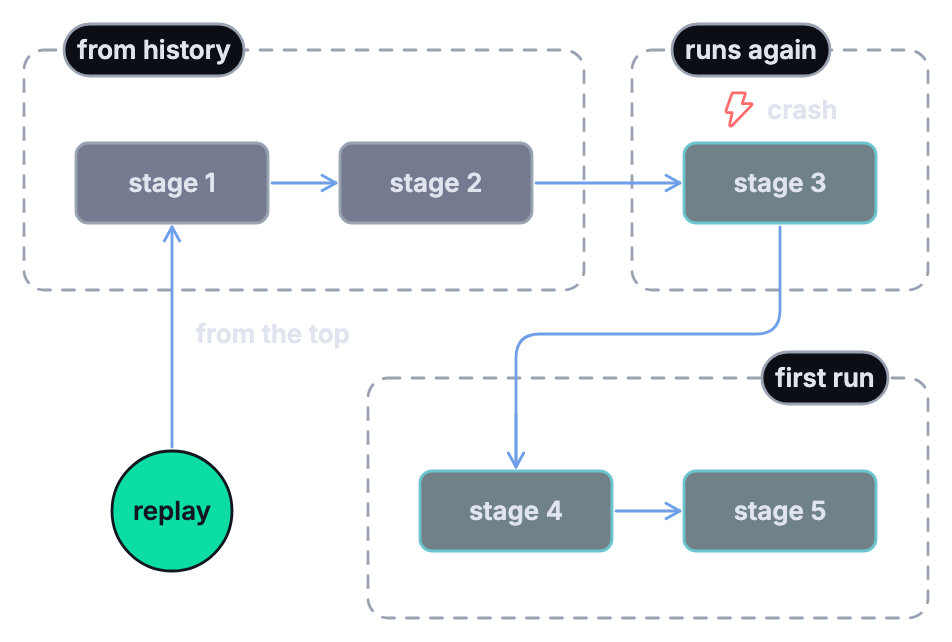 from history
runs again
crash
stage 1
stage 2
stage 3
from the top
first run
replay
stage 4
stage 5